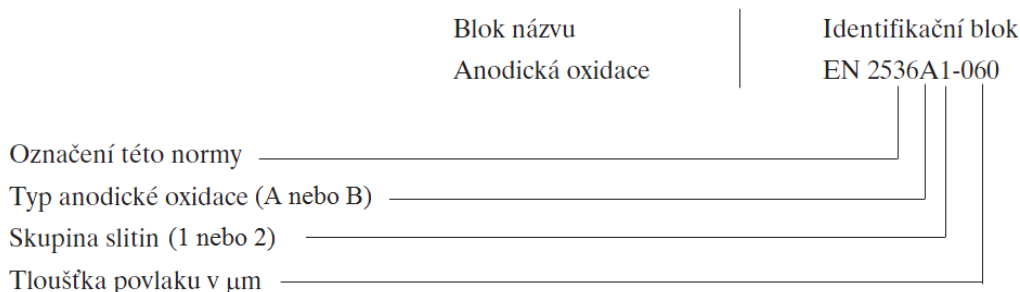 Blok názvu Identifikační blok
Anodická oxidace EN 2536A1-060
Označení této normy
Typ anodické oxidace (A nebo B)
Skupina slitin (1 nebo 2)
Tloušťka povlaku v μm